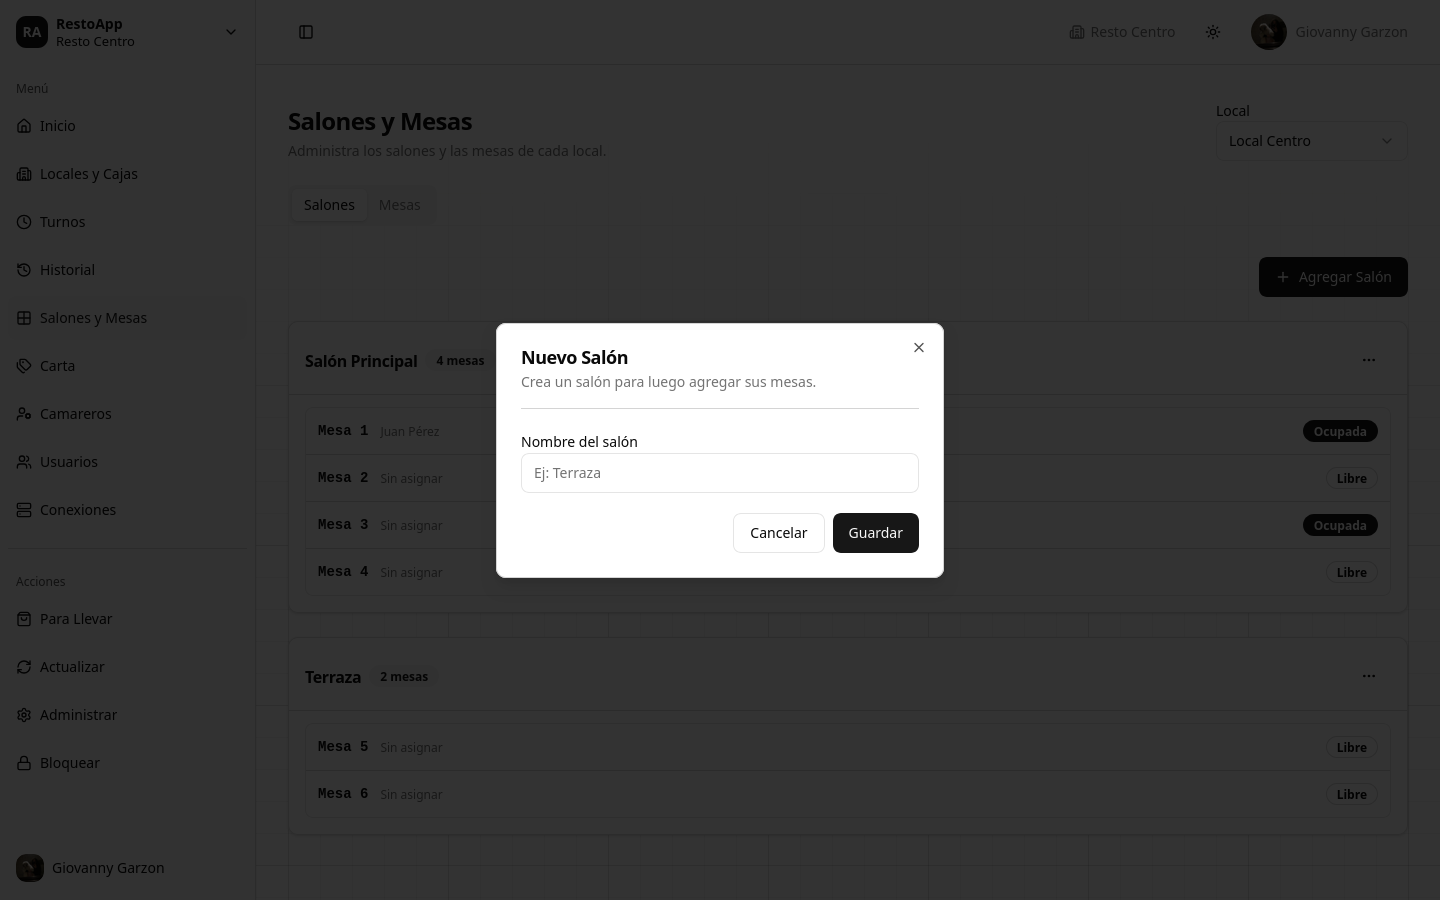 RA
RestoApp
Resto Centro
Menú
Inicio
Locales y Cajas
Turnos
Historial
Salones y Mesas
Carta
Camareros
Usuarios
Conexiones
Acciones
Para Llevar
Actualizar
Administrar
Bloquear
Giovanny Garzon
Resto Centro
Giovanny Garzon
Salones y Mesas
Administra los salones y las mesas de cada local.
Local
Local Centro
Salones Mesas
Agregar Salón
Salón Principal 4 mesas
Mesa 1 Juan Pérez Ocupada
Mesa 2 Sin asignar Libre
Mesa 3 Sin asignar Ocupada
Mesa 4 Sin asignar Libre
Terraza 2 mesas
Mesa 5 Sin asignar Libre
Mesa 6 Sin asignar Libre
Nuevo Salón
Crea un salón para luego agregar sus mesas.
Nombre del salón
Ej: Terraza
Cancelar Guardar